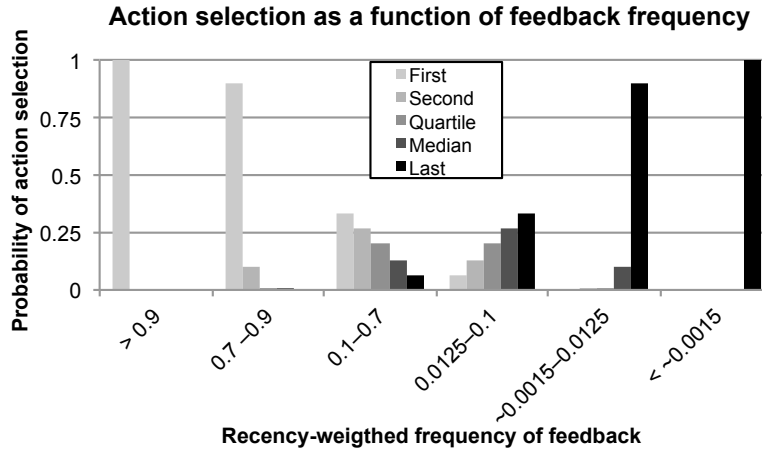 Action selection as a function of feedback frequency
Probability of action selection
1
0.75
0.5
0.25
0
First
Second
Quartile
Median
Last
> 0.9
0.7 –0.9
0.1–0.7
0.0125–0.1
~0.0015–0.0125
< ~0.0015
Recency-weigthed frequency of feedback